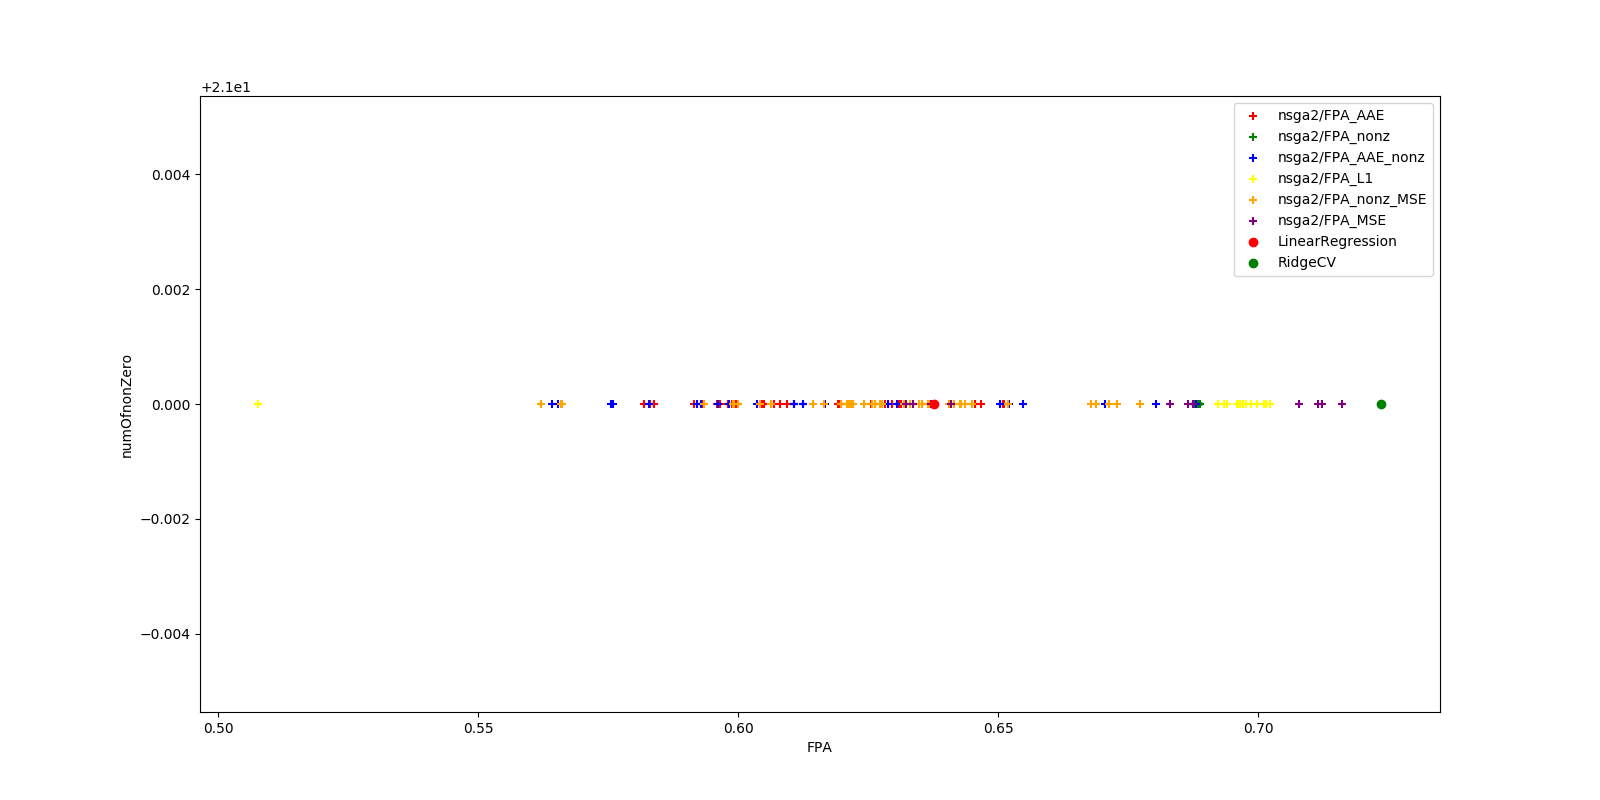 +2.1e1
nsga2/FPA_AAE
nsga2/FPA_nonz
nsga2/FPA_AAE_nonz
nsga2/FPA_L1
nsga2/FPA_nonz_MSE
nsga2/FPA_MSE
LinearRegression
RidgeCV
0.004
0.002
0.000
−0.002
−0.004
numOfnonZero
0.50 0.55 0.60 0.65 0.70
FPA